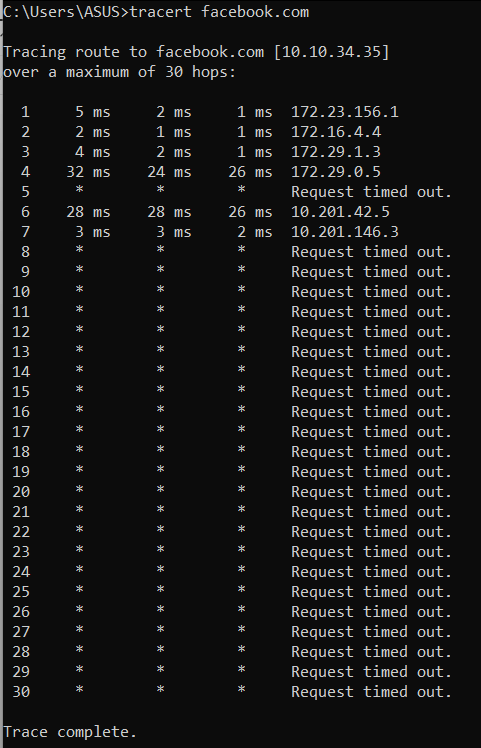 C:\Users\ASUS>tracert facebook.com
Tracing route to facebook.com [10.10.34.35]
over a maximum of 30 hops:
1 5 ms 2 ms 1 ms 172.23.156.1
2 2 ms 1 ms 1 ms 172.16.4.4
3 4 ms 2 ms 1 ms 172.29.1.3
4 32 ms 24 ms 26 ms 172.29.0.5
5 * * * Request timed out.
6 28 ms 28 ms 26 ms 10.201.42.5
7 3 ms 3 ms 2 ms 10.201.146.3
8 * * * Request timed out.
9 * * * Request timed out.
10 * * * Request timed out.
11 * * * Request timed out.
12 * * * Request timed out.
13 * * * Request timed out.
14 * * * Request timed out.
15 * * * Request timed out.
16 * * * Request timed out.
17 * * * Request timed out.
18 * * * Request timed out.
19 * * * Request timed out.
20 * * * Request timed out.
21 * * * Request timed out.
22 * * * Request timed out.
23 * * * Request timed out.
24 * * * Request timed out.
25 * * * Request timed out.
26 * * * Request timed out.
27 * * * Request timed out.
28 * * * Request timed out.
29 * * * Request timed out.
30 * * * Request timed out.
Trace complete.